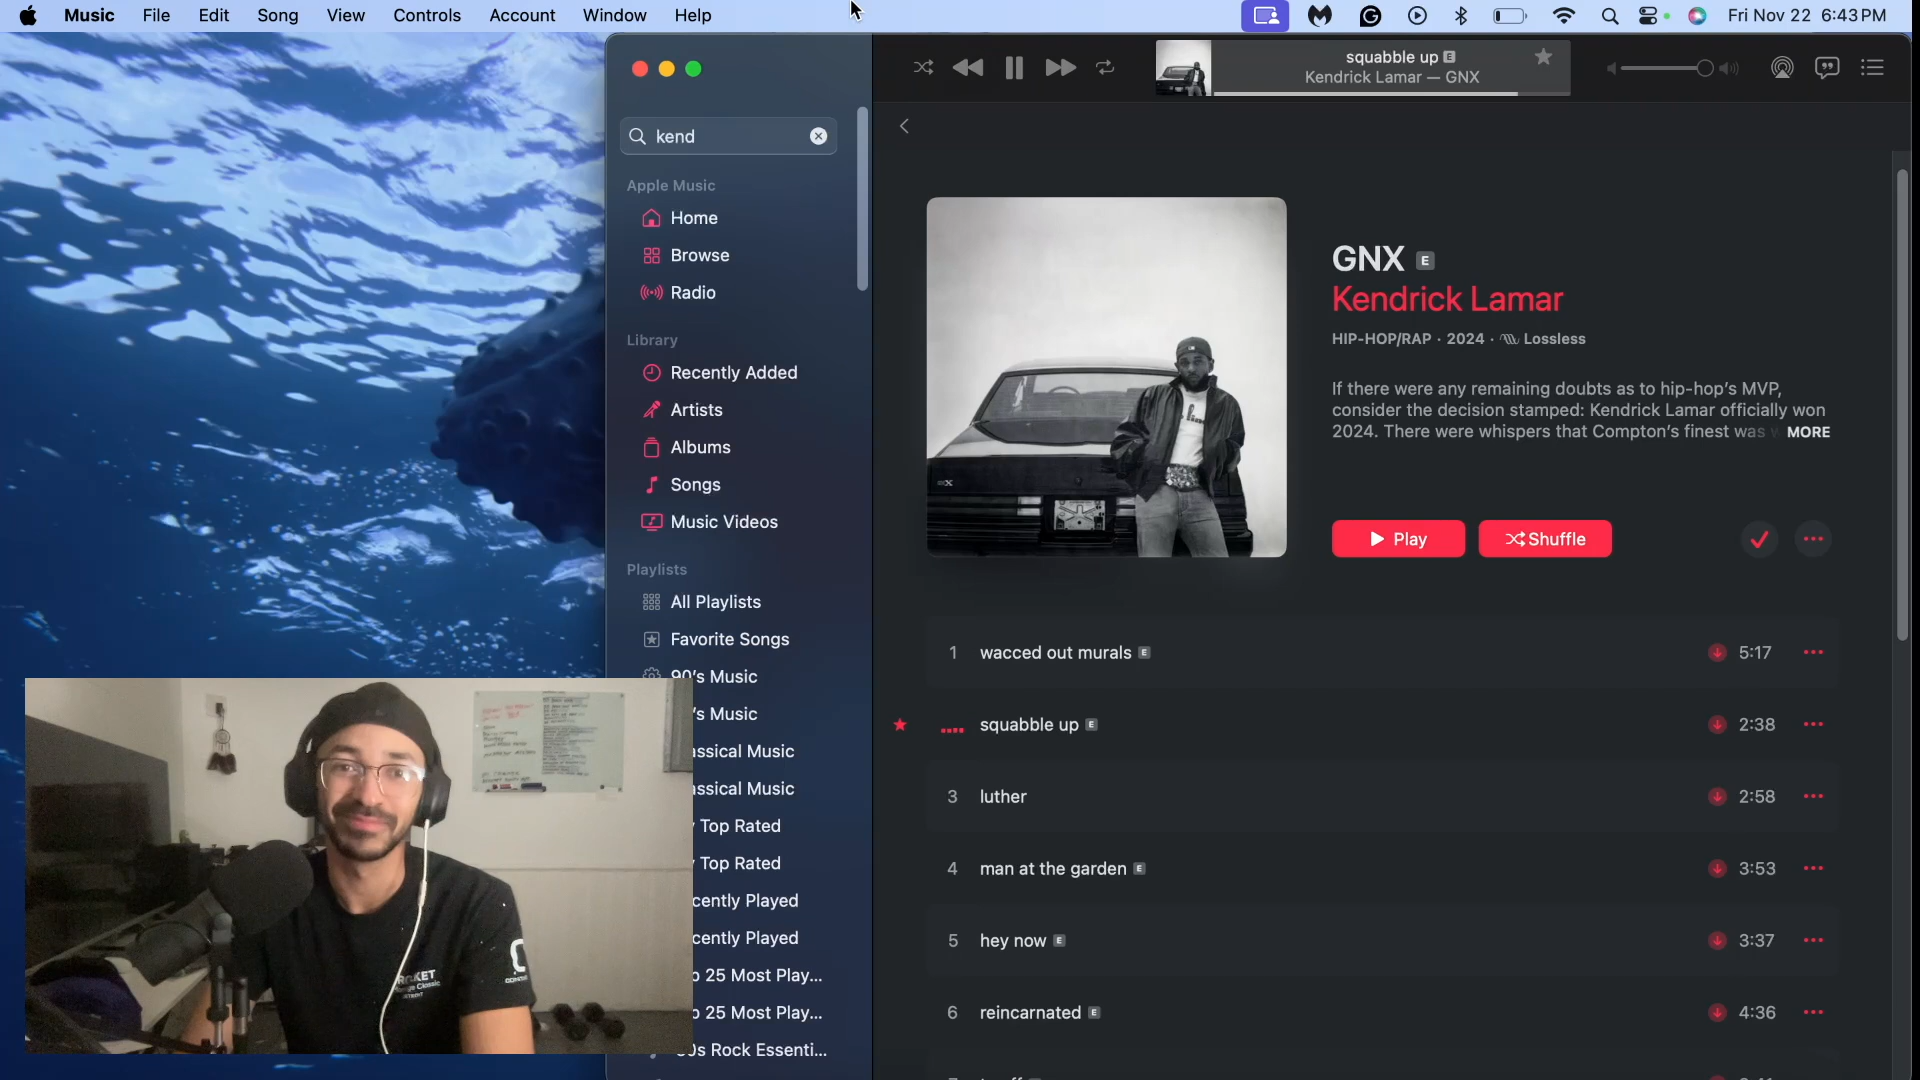 Music File Edit Song View Controls Account Window Help
Fri Nov 22 6:43 PM
kend
Apple Music
Home
Browse
Radio
Library
Recently Added
Artists
Albums
Songs
Music Videos
Playlists
All Playlists
Favorite Songs
90's Music
's Music
assical Music
assical Music
Top Rated
Top Rated
cently Played
cently Played
25 Most Play...
25 Most Play...
0s Rock Essenti...
squabble up E
Kendrick Lamar — GNX
GNX E
Kendrick Lamar
HIP-HOP/RAP · 2024 · Lossless
If there were any remaining doubts as to hip-hop's MVP,
consider the decision stamped: Kendrick Lamar officially won
2024. There were whispers that Compton's finest was MORE
Play Shuffle
1 wacced out murals E 5:17
squabble up E 2:38
3 luther 2:58
4 man at the garden E 3:53
5 hey now E 3:37
6 reincarnated E 4:36